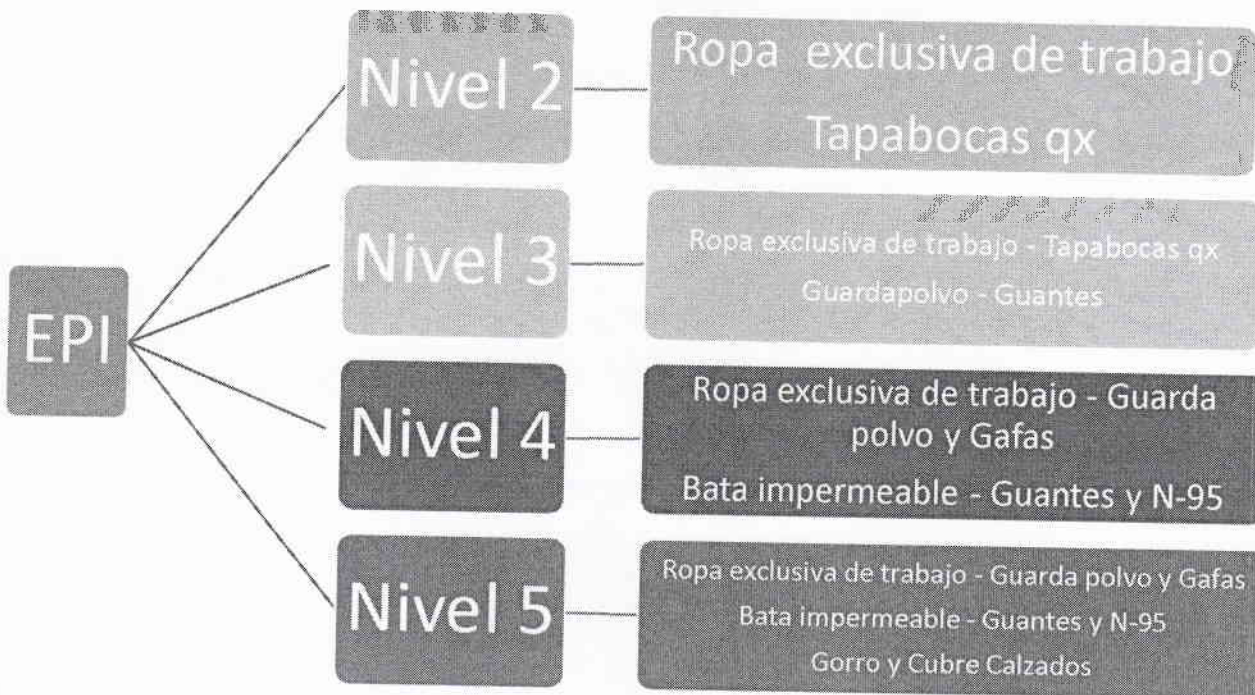 EPI
Nivel 2
Ropa exclusiva de trabajo
Tapabocas qx
Nivel 3
Ropa exclusiva de trabajo - Tapabocas qx
Guardapolvo - Guantes
Nivel 4
Ropa exclusiva de trabajo - Guarda
polvo y Gafas
Bata impermeable - Guantes y N-95
Nivel 5
Ropa exclusiva de trabajo - Guarda polvo y Gafas
Bata impermeable - Guantes y N-95
Gorro y Cubre Calzados